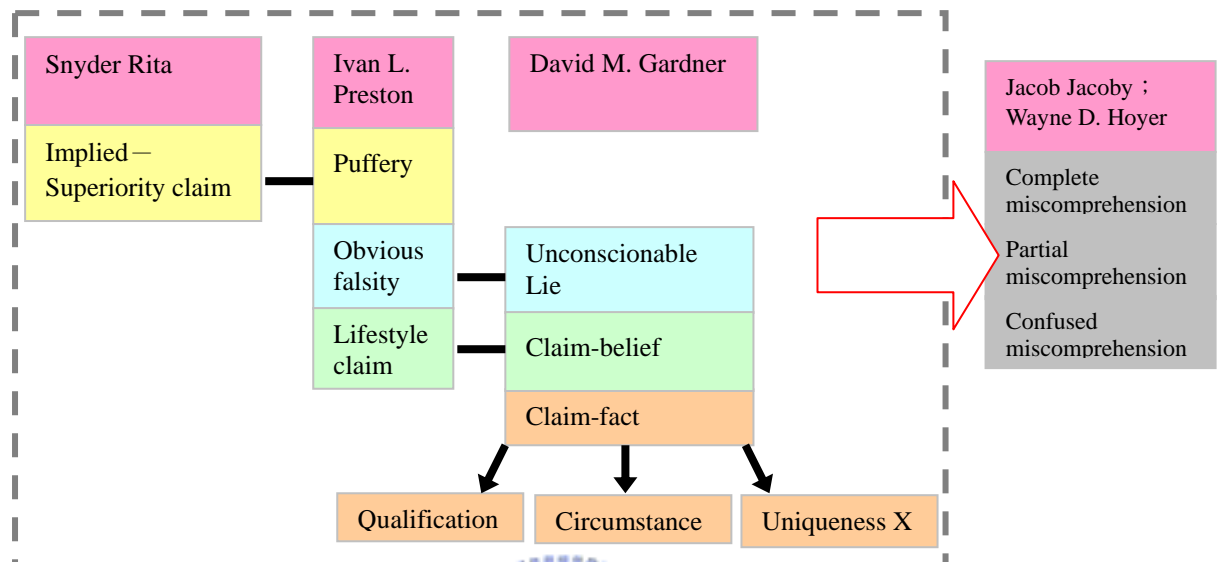 Snyder Rita
Implied－
Superiority claim
Ivan L.
Preston
Puffery
Obvious
falsity
Lifestyle
claim
David M. Gardner
Unconscionable
Lie
Claim-belief
Claim-fact
Qualification
Circumstance
Uniqueness X
Jacob Jacoby；
Wayne D. Hoyer
Complete
miscomprehension
Partial
miscomprehension
Confused
miscomprehension